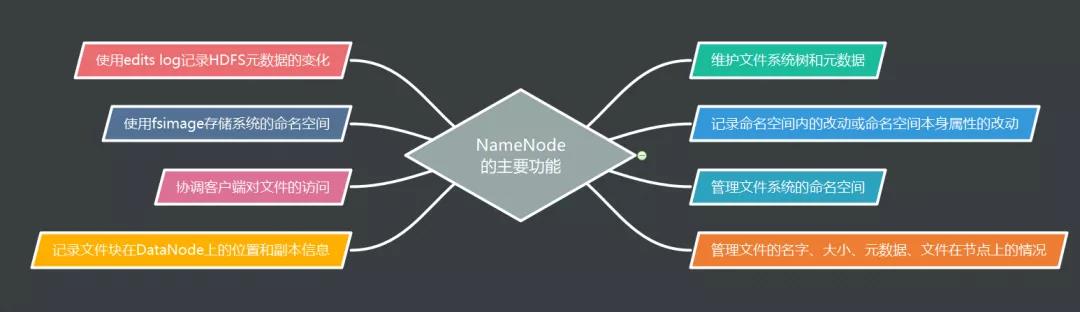 使用edits log记录HDFS元数据的变化
使用fsimage存储系统的命名空间
协调客户端对文件的访问
记录文件块在DataNode上的位置和副本信息
NameNode
的主要功能
维护文件系统树和元数据
记录命名空间内的改动或命名空间本身属性的改动
管理文件系统的命名空间
管理文件的名字、大小、元数据、文件在节点上的情况